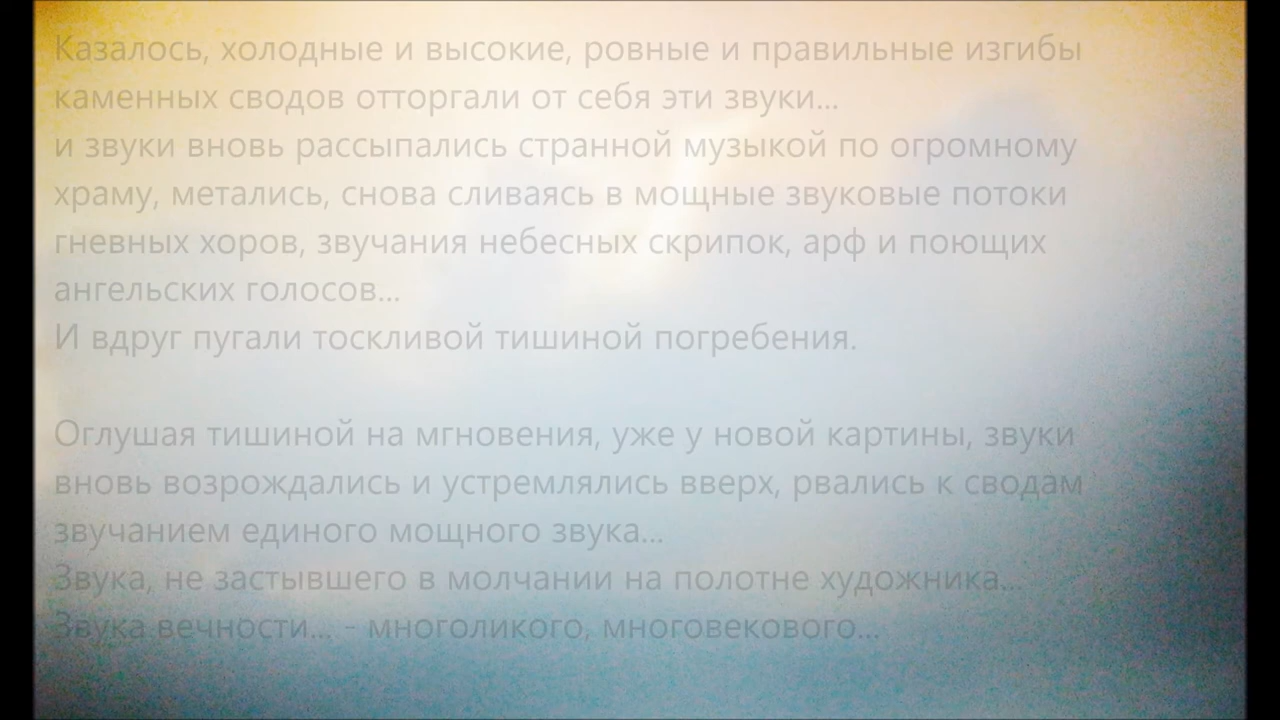 Казалось, холодные и высокие, ровные и правильные изгибы
каменных сводов отторгали от себя эти звуки...
и звуки вновь рассыпались странной музыкой по огромному
храму, метались, снова сливаясь в мощные звуковые потоки
гневных хоров, звучания небесных скрипок, арф и поющих
ангельских голосов...
И вдруг пугали тоскливой тишиной погребения.
Оглушая тишиной на мгновения, уже у новой картины, звуки
вновь возрождались и устремлялись вверх, рвались к сводам
звучанием единого мощного звука...
Звука, не застывшего в молчании на полотне художника...
Звука вечности... - многоликого, многовекового...